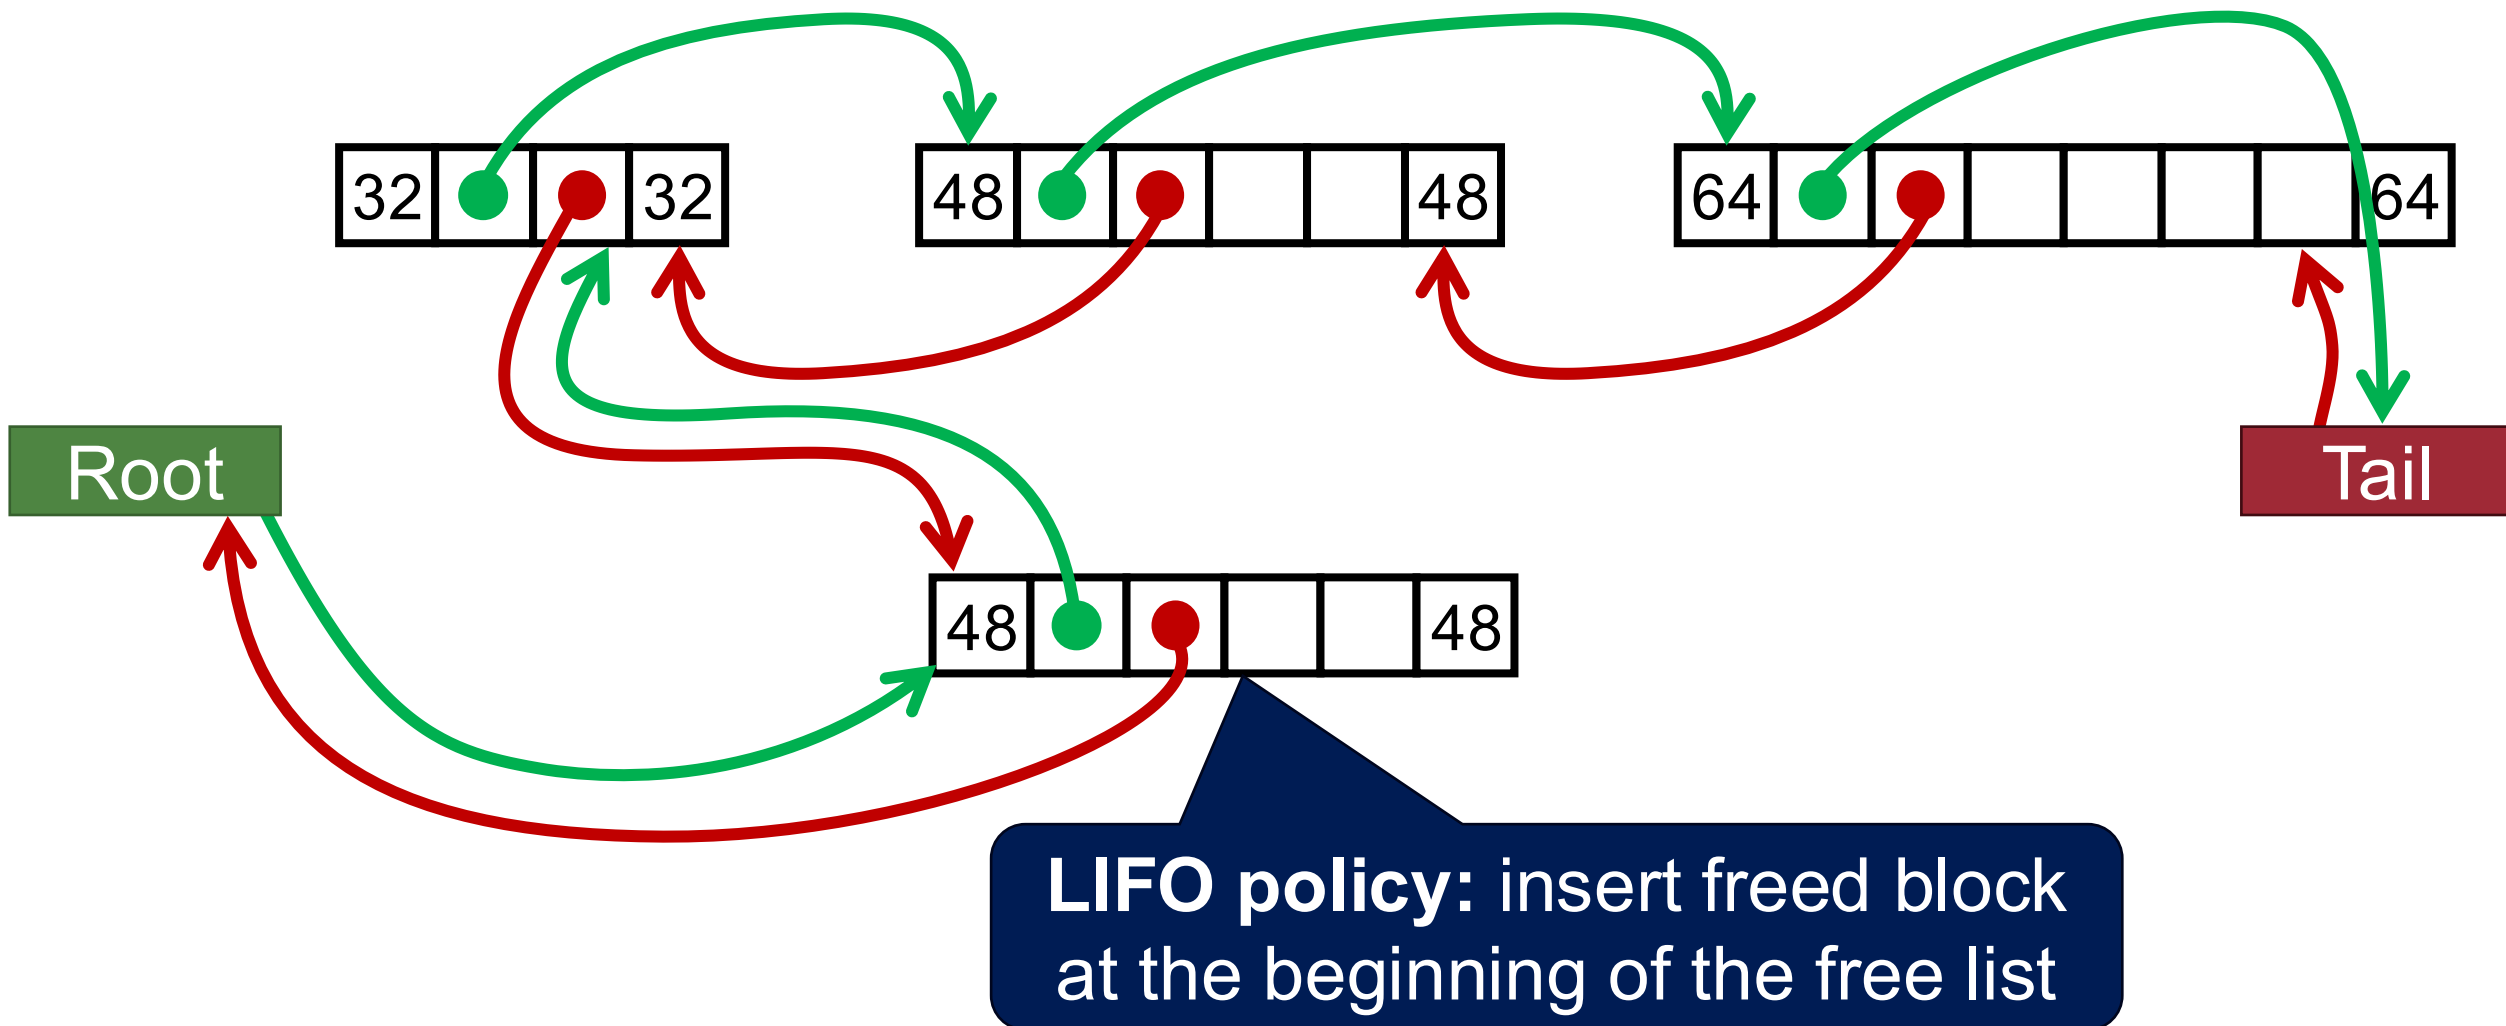 32 32 48 48 64 64
Root
Tail
48 48
LIFO policy: insert freed block
at the beginning of the free list